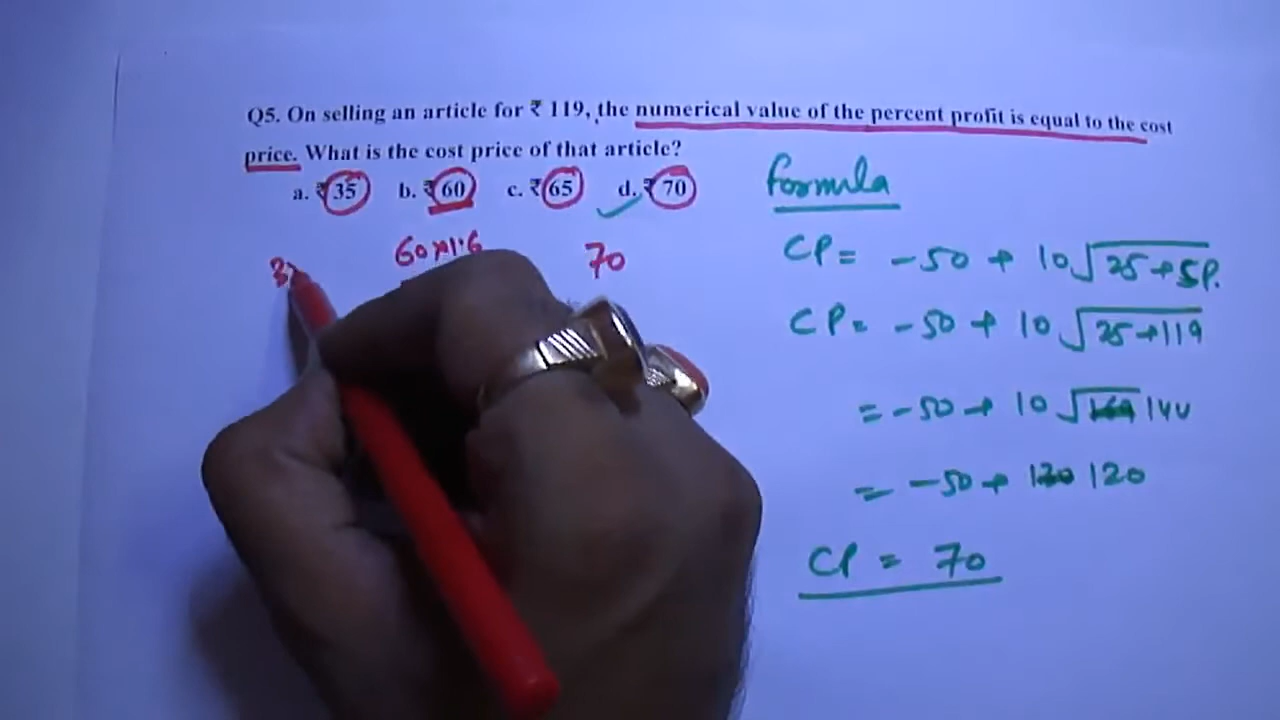 Q5. On selling an article for ₹ 119, the numerical value of the percent profit is equal to the cost
price. What is the cost price of that article?
a. ₹ 35 b. ₹ 60 c. ₹ 65 d. ₹ 70
Formula
CP = -50 + 10√25+SP.
CP = -50 + 10√25+119
= -50 + 10√144
= -50 + 120
CP = 70
60×1.6
70